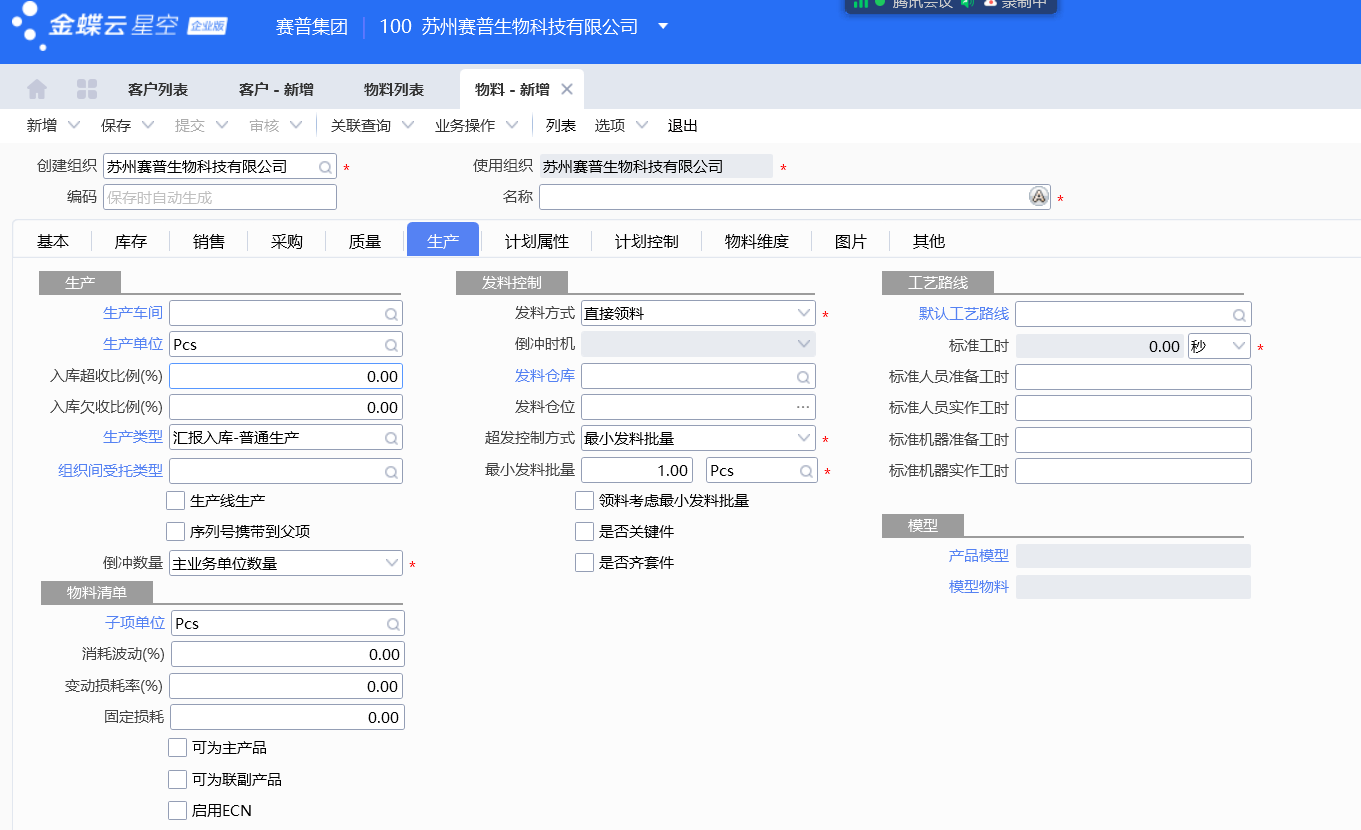 腾讯会议 录制中
金蝶云 星空 企业版 赛普集团 100 苏州赛普生物科技有限公司
客户列表 客户 - 新增 物料列表 物料 - 新增
新增 保存 提交 审核 关联查询 业务操作 列表 选项 退出
创建组织 苏州赛普生物科技有限公司 * 使用组织 苏州赛普生物科技有限公司 *
编码 保存时自动生成 名称 A *
基本 库存 销售 采购 质量 生产 计划属性 计划控制 物料维度 图片 其他
生产 发料控制 工艺路线
生产车间 发料方式 直接领料 * 默认工艺路线
生产单位 Pcs 倒冲时机 标准工时 0.00 秒 *
入库超收比例(%) 0.00 发料仓库 标准人员准备工时
入库欠收比例(%) 0.00 发料仓位 ... 标准人员实作工时
生产类型 汇报入库-普通生产 超发控制方式 最小发料批量 * 标准机器准备工时
组织间受托类型 最小发料批量 1.00 Pcs * 标准机器实作工时
生产线生产 领料考虑最小发料批量
序列号携带到父项 是否关键件 模型
倒冲数量 主业务单位数量 * 是否齐套件 产品模型
物料清单 模型物料
子项单位 Pcs
消耗波动(%) 0.00
变动损耗率(%) 0.00
固定损耗 0.00
可为主产品
可为联副产品
启用ECN